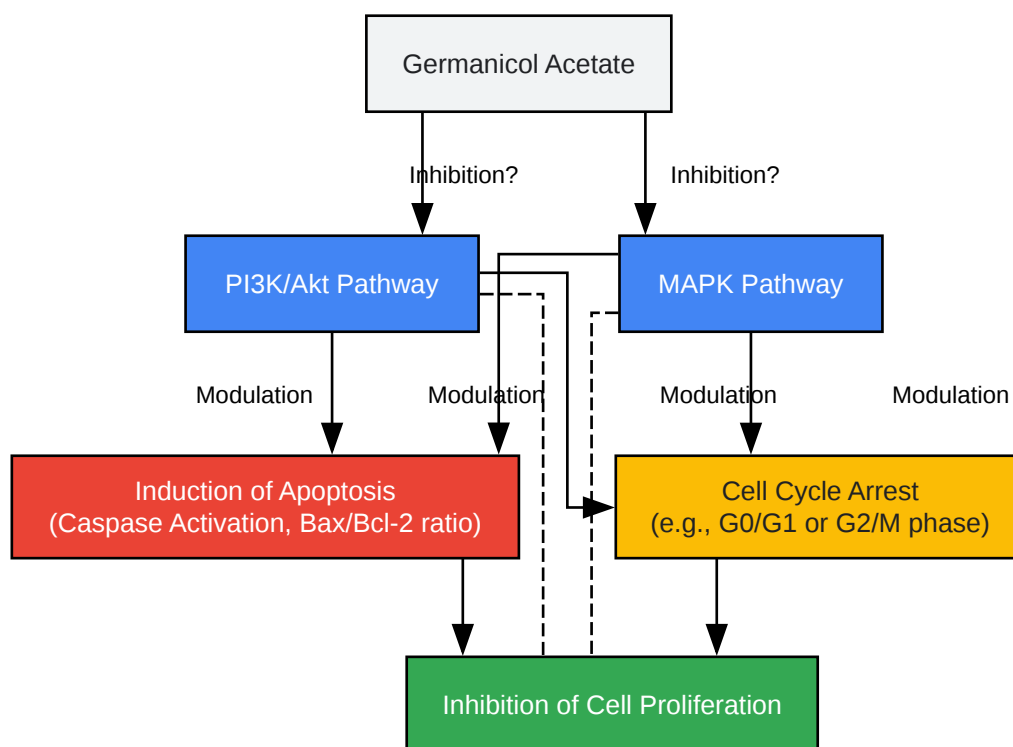 Germanicol Acetate
Inhibition?
Inhibition?
PI3K/Akt Pathway
MAPK Pathway
Modulation
Modulation
Modulation
Modulation
Induction of Apoptosis
(Caspase Activation, Bax/Bcl-2 ratio)
Cell Cycle Arrest
(e.g., G0/G1 or G2/M phase)
Inhibition of Cell Proliferation